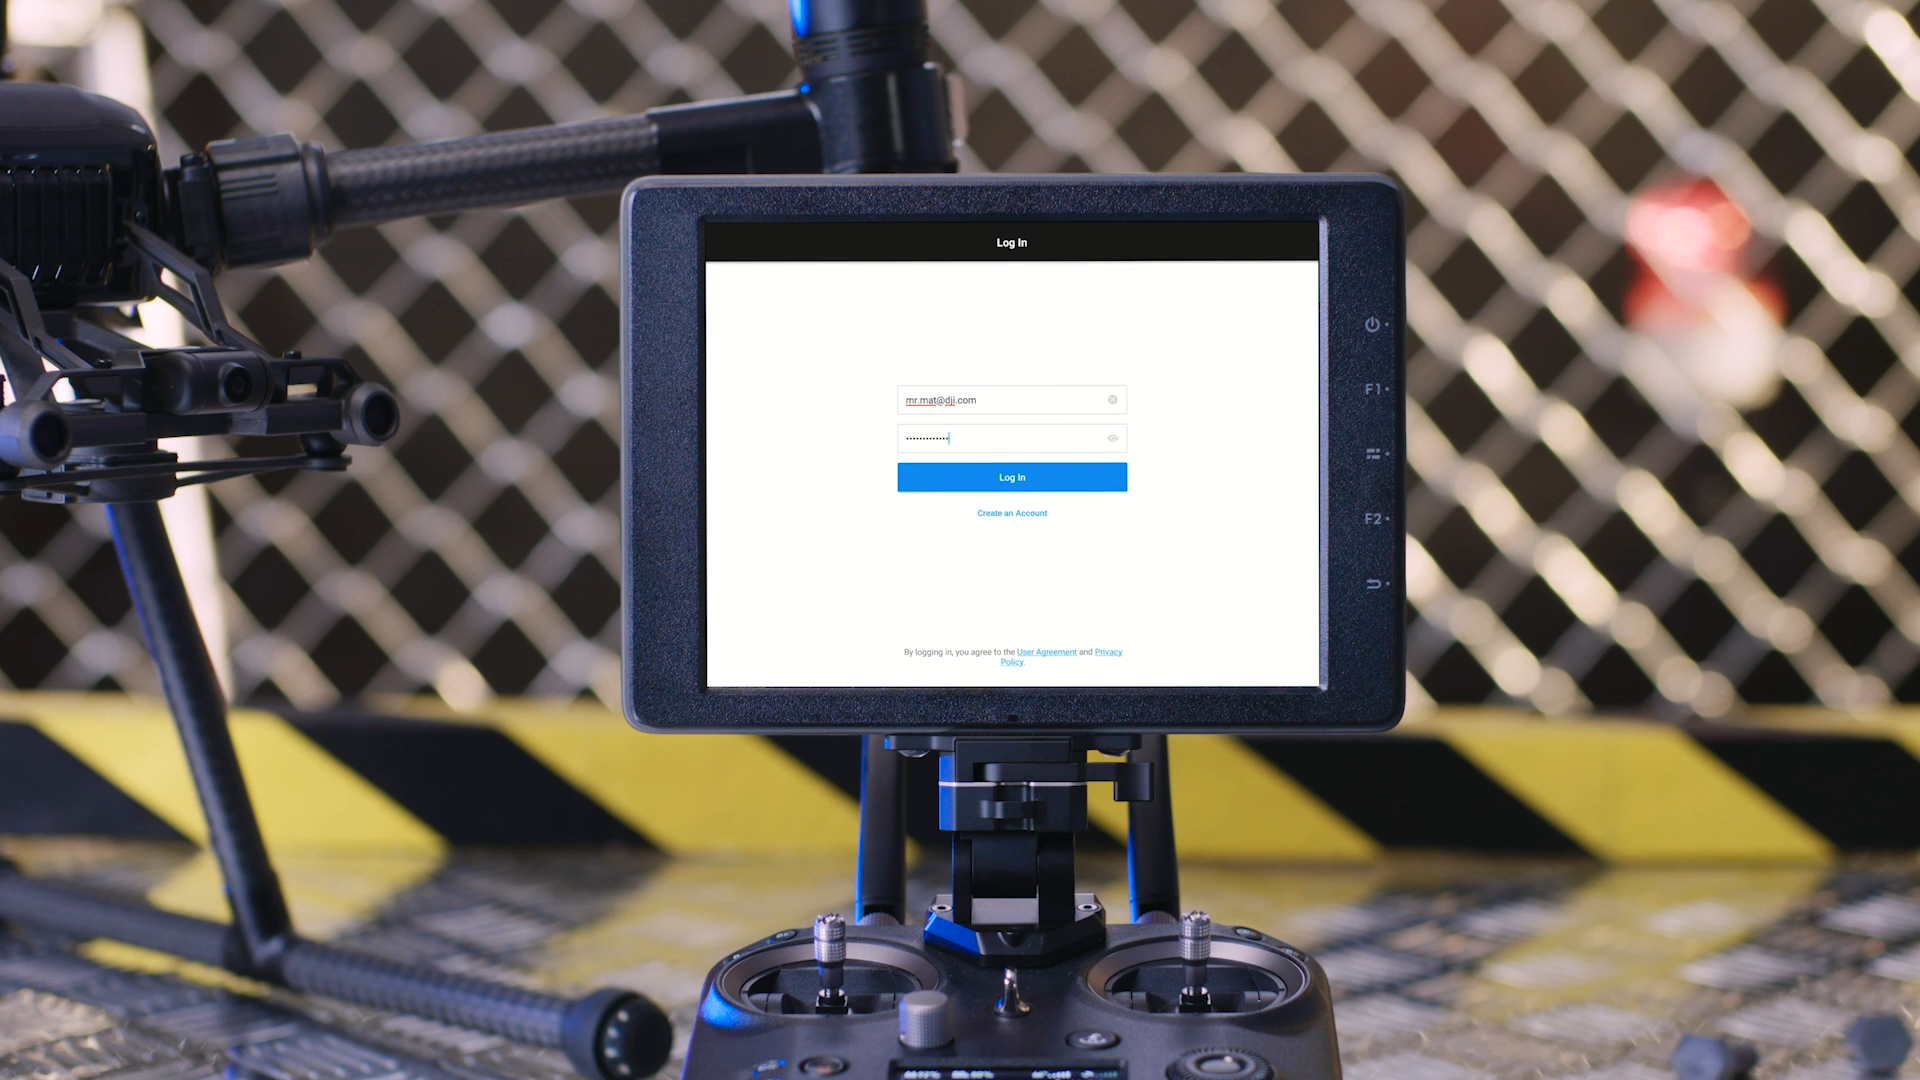 Log In
mr.mat@dji.com
•••••••••••••
Log In
Create an Account
By logging in, you agree to the User Agreement and Privacy
Policy.
F1
F2